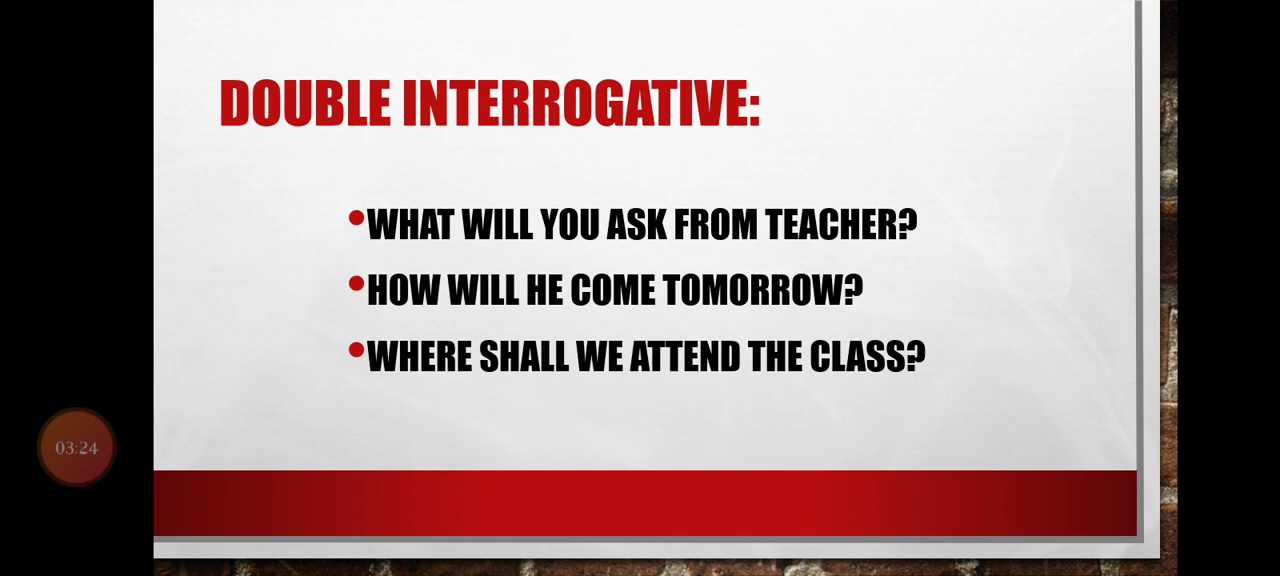 DOUBLE INTERROGATIVE:
•WHAT WILL YOU ASK FROM TEACHER?
•HOW WILL HE COME TOMORROW?
•WHERE SHALL WE ATTEND THE CLASS?
03:24